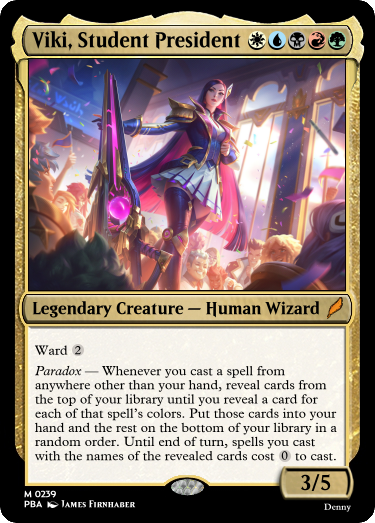 Viki, Student President
Legendary Creature — Human Wizard
Ward 2
Paradox — Whenever you cast a spell from
anywhere other than your hand, reveal cards from
the top of your library until you reveal a card for
each of that spell's colors. Put those cards into your
hand and the rest on the bottom of your library in a
random order. Until end of turn, spells you cast
with the names of the revealed cards cost 0 to cast.
3/5
M 0239
PBA • James Firnhaber
Denny